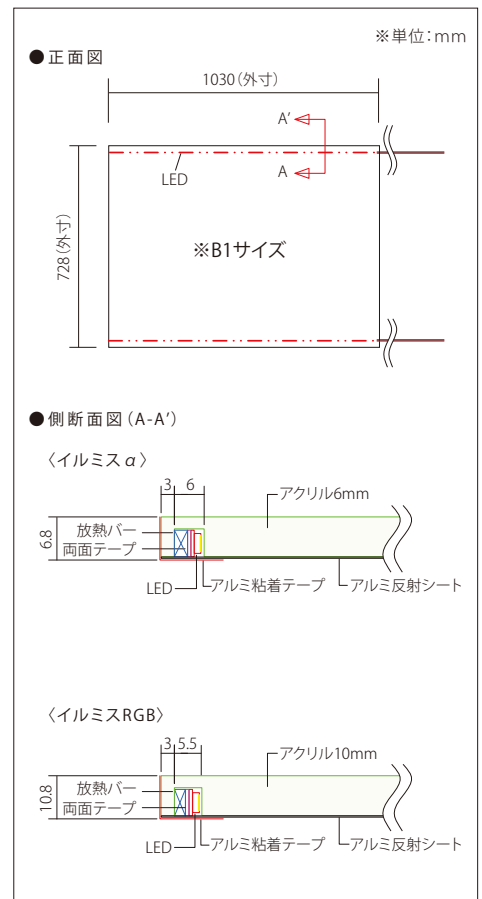 ※単位：mm
●正面図
1030（外寸）
A’
A
LED
728（外寸）
※B1サイズ
●側断面図（A-A’）
〈イルミスα〉
3 6
アクリル6mm
6.8
放熱バー
両面テープ
LED
アルミ粘着テープ
アルミ反射シート
〈イルミスRGB〉
3 5.5
アクリル10mm
10.8
放熱バー
両面テープ
LED
アルミ粘着テープ
アルミ反射シート